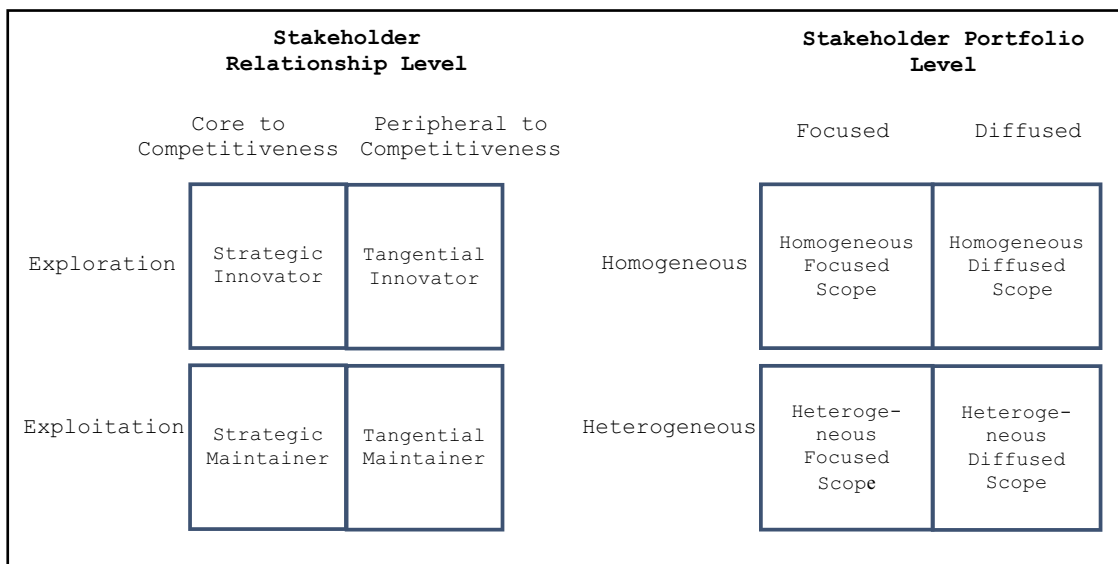 Stakeholder
Relationship Level
Stakeholder Portfolio
Level
Core to
Competitiveness
Peripheral to
Competitiveness
Focused
Diffused
Exploration
Strategic
Innovator
Tangential
Innovator
Homogeneous
Homogeneous
Focused
Scope
Homogeneous
Diffused
Scope
Exploitation
Strategic
Maintainer
Tangential
Maintainer
Heterogeneous
Heteroge-
neous
Focused
Scope
Heteroge-
neous
Diffused
Scope